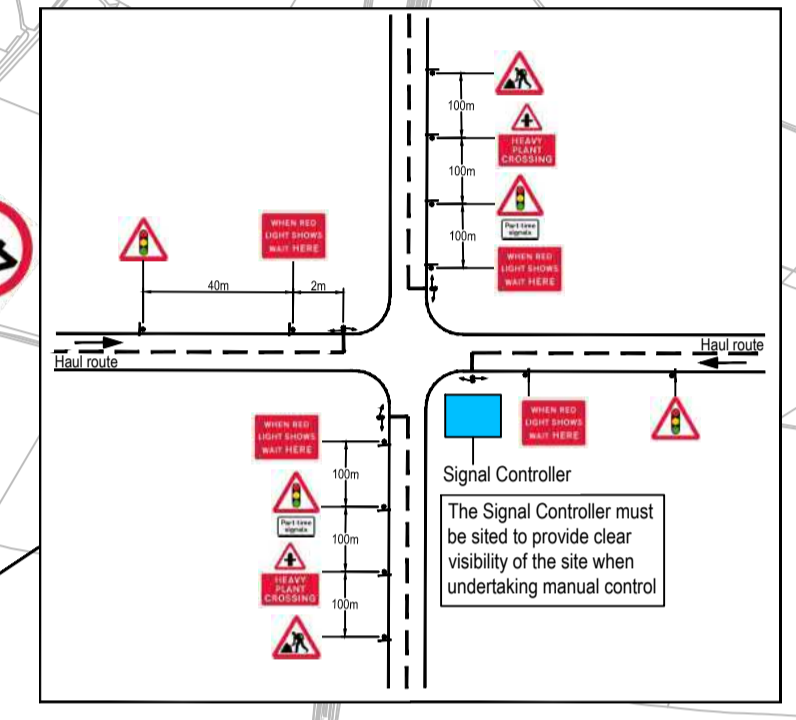 100m
HEAVY
PLANT
CROSSING
100m
Part-time
signals
100m
WHEN RED
LIGHT SHOWS
WAIT HERE
WHEN RED
LIGHT SHOWS
WAIT HERE
40m
2m
Haul route
Haul route
WHEN RED
LIGHT SHOWS
WAIT HERE
WHEN RED
LIGHT SHOWS
WAIT HERE
100m
Part-time
signals
100m
HEAVY
PLANT
CROSSING
100m
Signal Controller
The Signal Controller must
be sited to provide clear
visibility of the site when
undertaking manual control